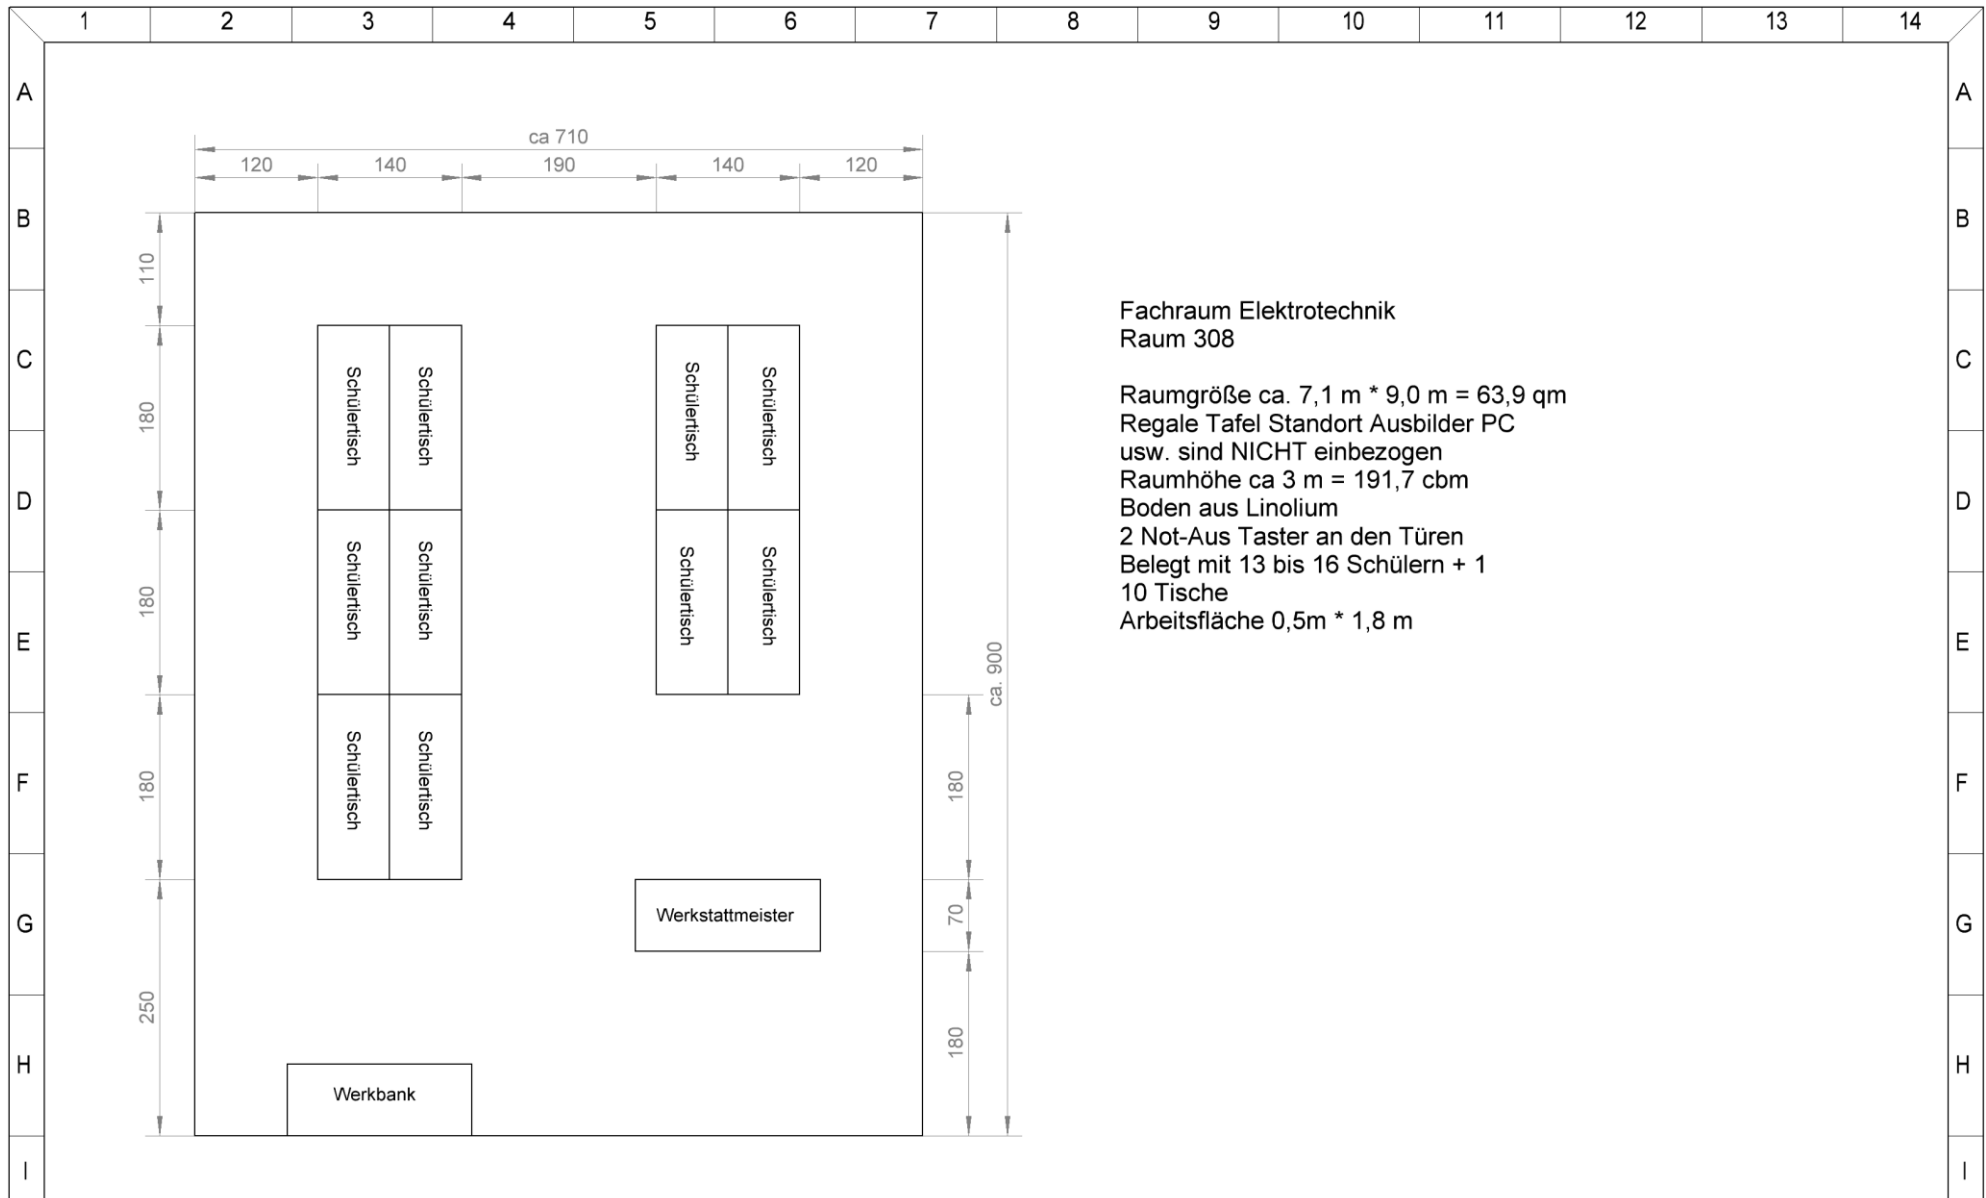 1 2 3 4 5 6 7 8 9 10 11 12 13 14
A A
ca 710
120 140 190 140 120
B B
110
Fachraum Elektrotechnik
Raum 308
C C
Schülertisch Schülertisch Schülertisch Schülertisch
180
Raumgröße ca. 7,1 m * 9,0 m = 63,9 qm
Regale Tafel Standort Ausbilder PC
usw. sind NICHT einbezogen
Raumhöhe ca 3 m = 191,7 cbm
D D
Boden aus Linolium
2 Not-Aus Taster an den Türen
Belegt mit 13 bis 16 Schülern + 1
10 Tische
Arbeitsfläche 0,5m * 1,8 m
Schülertisch Schülertisch Schülertisch Schülertisch
180
E E
ca. 900
F F
Schülertisch Schülertisch
180 180
G G
Werkstattmeister
70
250
180
H H
Werkbank
I I